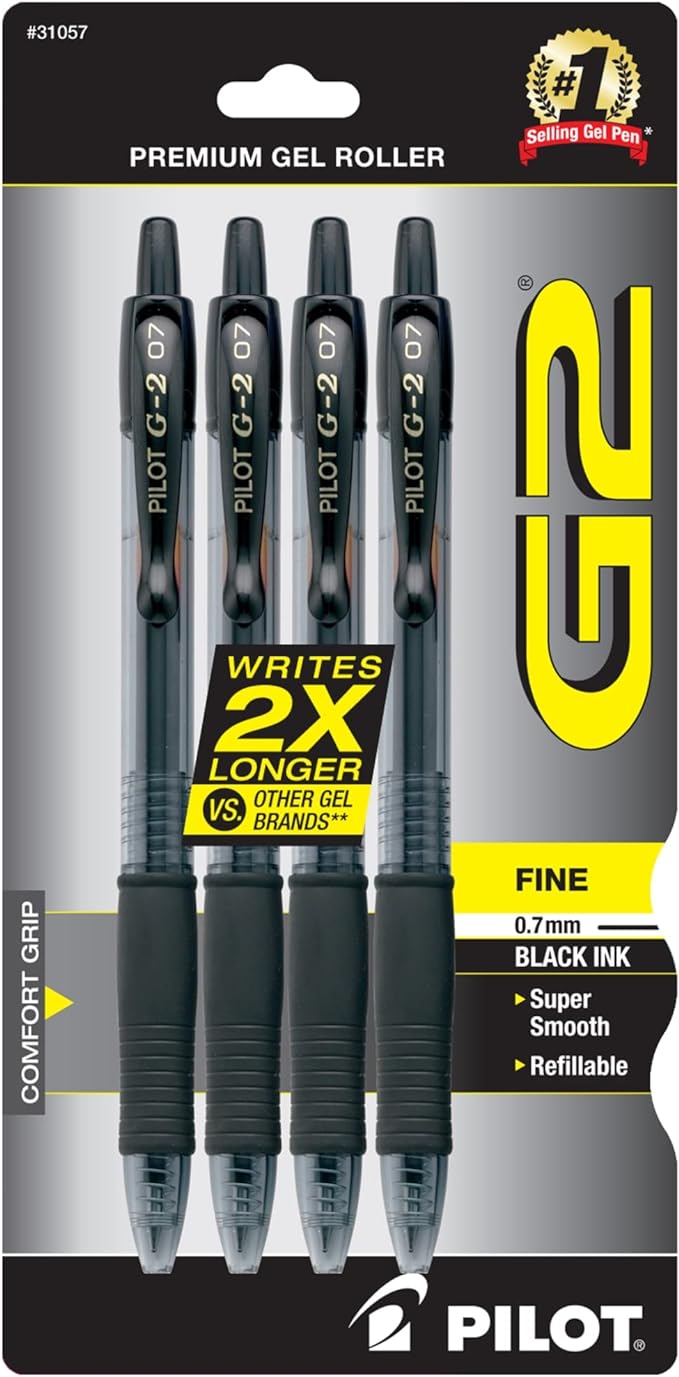 #31057
#1
Selling Gel Pen*
PREMIUM GEL ROLLER
PILOT G-2 07
PILOT G-2 07
PILOT G-2 07
PILOT G-2 07
G2®
WRITES
2X
LONGER
VS. OTHER GEL
BRANDS**
FINE
0.7mm
BLACK INK
Super
Smooth
Refillable
COMFORT GRIP
PILOT®